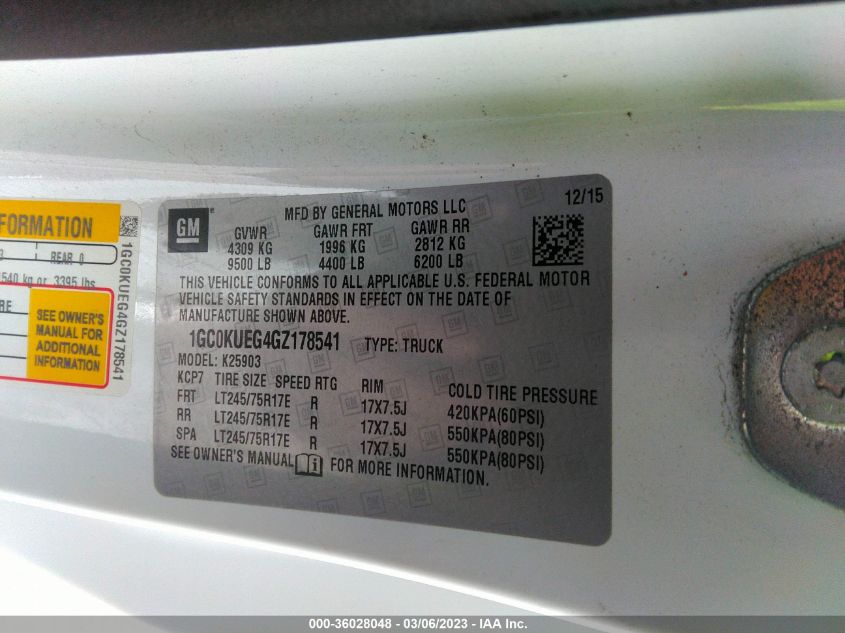 FORMATION
REAR 0
1540 kg or 3395 lbs
SEE OWNER'S
MANUAL FOR
ADDITIONAL
INFORMATION
1GC0KUEG4GZ178541
GM
MFD BY GENERAL MOTORS LLC
12/15
GVWR GAWR FRT GAWR RR
4309 KG 1996 KG 2812 KG
9500 LB 4400 LB 6200 LB
THIS VEHICLE CONFORMS TO ALL APPLICABLE U.S. FEDERAL MOTOR
VEHICLE SAFETY STANDARDS IN EFFECT ON THE DATE OF
MANUFACTURE SHOWN ABOVE.
1GC0KUEG4GZ178541 TYPE: TRUCK
MODEL: K25903
KCP7 TIRE SIZE SPEED RTG RIM COLD TIRE PRESSURE
FRT LT245/75R17E R 17X7.5J 420KPA(60PSI)
RR LT245/75R17E R 17X7.5J 550KPA(80PSI)
SPA LT245/75R17E R 17X7.5J 550KPA(80PSI)
SEE OWNER'S MANUAL FOR MORE INFORMATION.
000-36028048 - 03/06/2023 - IAA Inc.